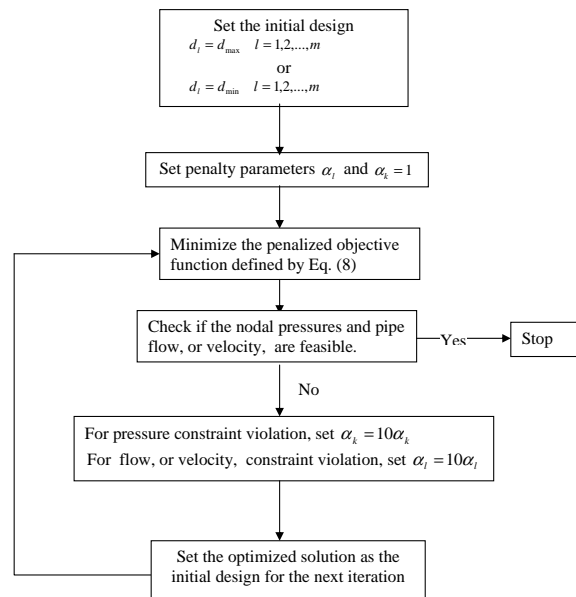 Set the initial design
d_l = d_max   l = 1,2,...,m
or
d_l = d_min   l = 1,2,...,m
Set penalty parameters α_l and α_k = 1
Minimize the penalized objective
function defined by Eq. (8)
Check if the nodal pressures and pipe
flow, or velocity, are feasible.
Yes
Stop
No
For pressure constraint violation, set α_k = 10α_k
For flow, or velocity, constraint violation, set α_l = 10α_l
Set the optimized solution as the
initial design for the next iteration